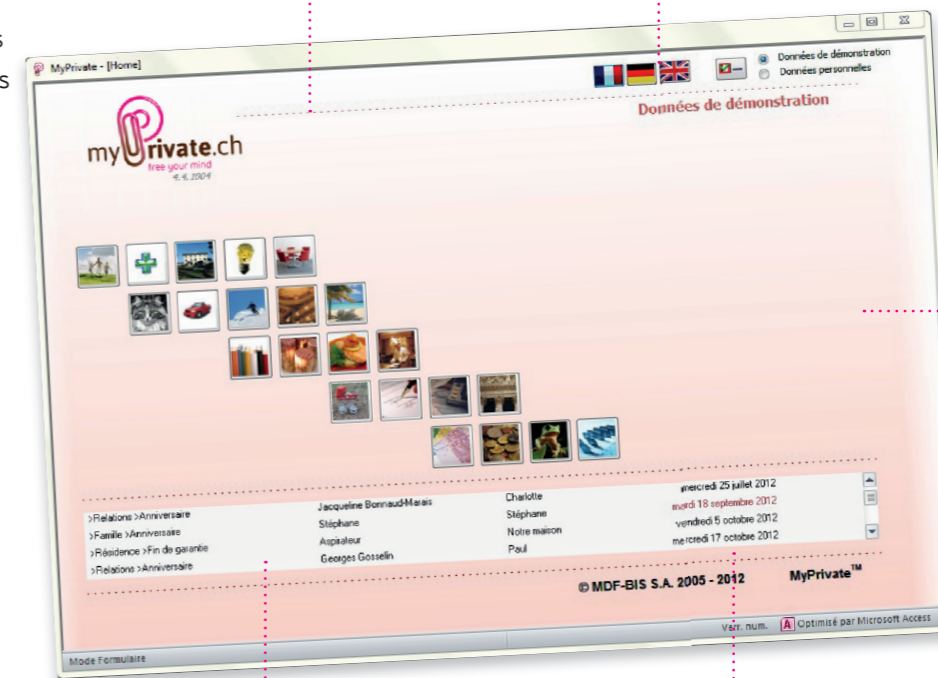 s
s
MyPrivate - [Home]
Données de démonstration
Données personnelles
Données de démonstration
myPrivate.ch
free your mind
4.4.2004
>Relations >Anniversaire Jacqueline Bonnaud-Marais Charlotte mercredi 25 juillet 2012
>Famille >Anniversaire Stéphane Stéphane mardi 18 septembre 2012
>Résidence >Fin de garantie Aspirateur Notre maison vendredi 5 octobre 2012
>Relations >Anniversaire Georges Gosselin Paul mercredi 17 octobre 2012
© MDF-BIS S.A. 2005 - 2012 MyPrivate™
Mode Formulaire Verr. num. Optimisé par Microsoft Access